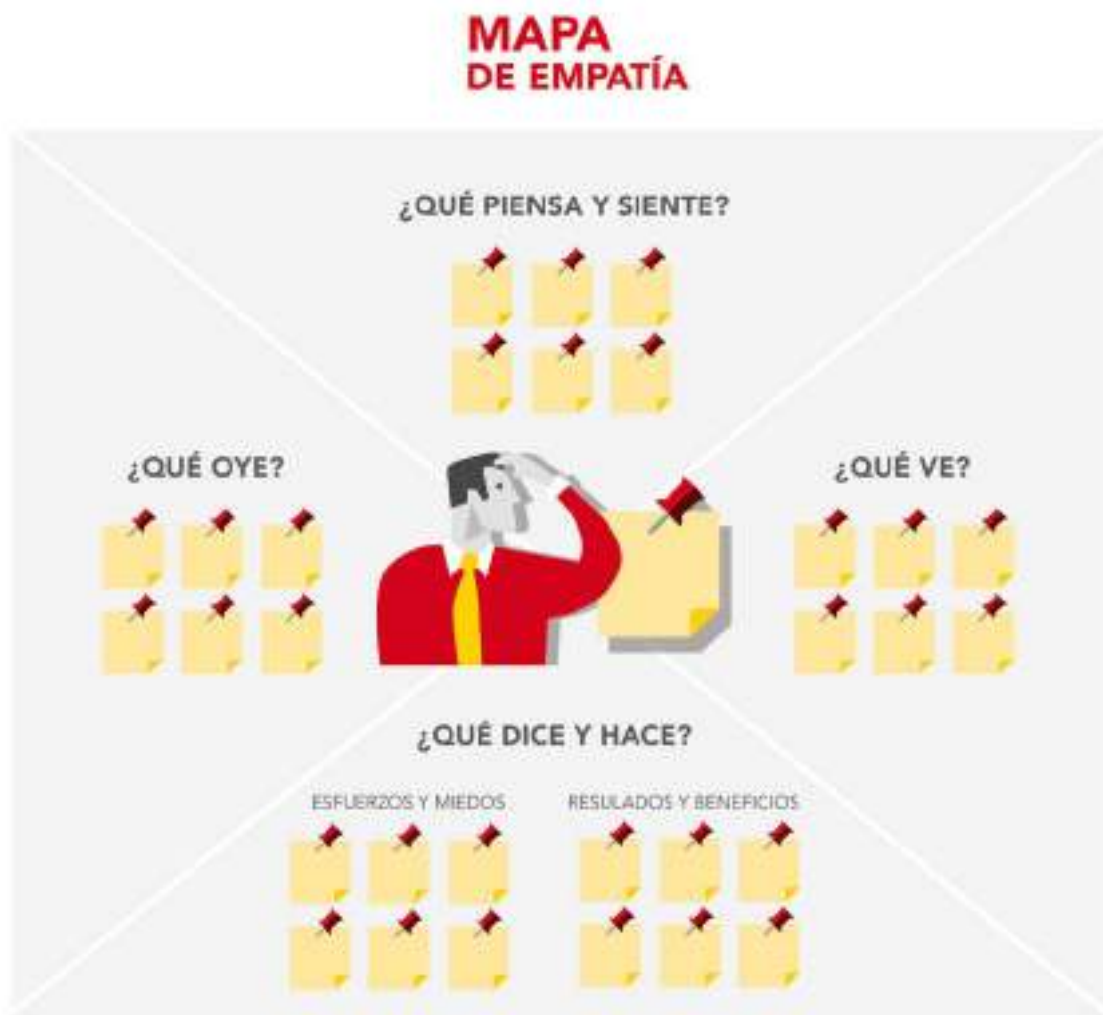 MAPA
DE EMPATÍA
¿QUÉ PIENSA Y SIENTE?
¿QUÉ OYE?
¿QUÉ VE?
¿QUÉ DICE Y HACE?
ESFUERZOS Y MIEDOS
RESULADOS Y BENEFICIOS